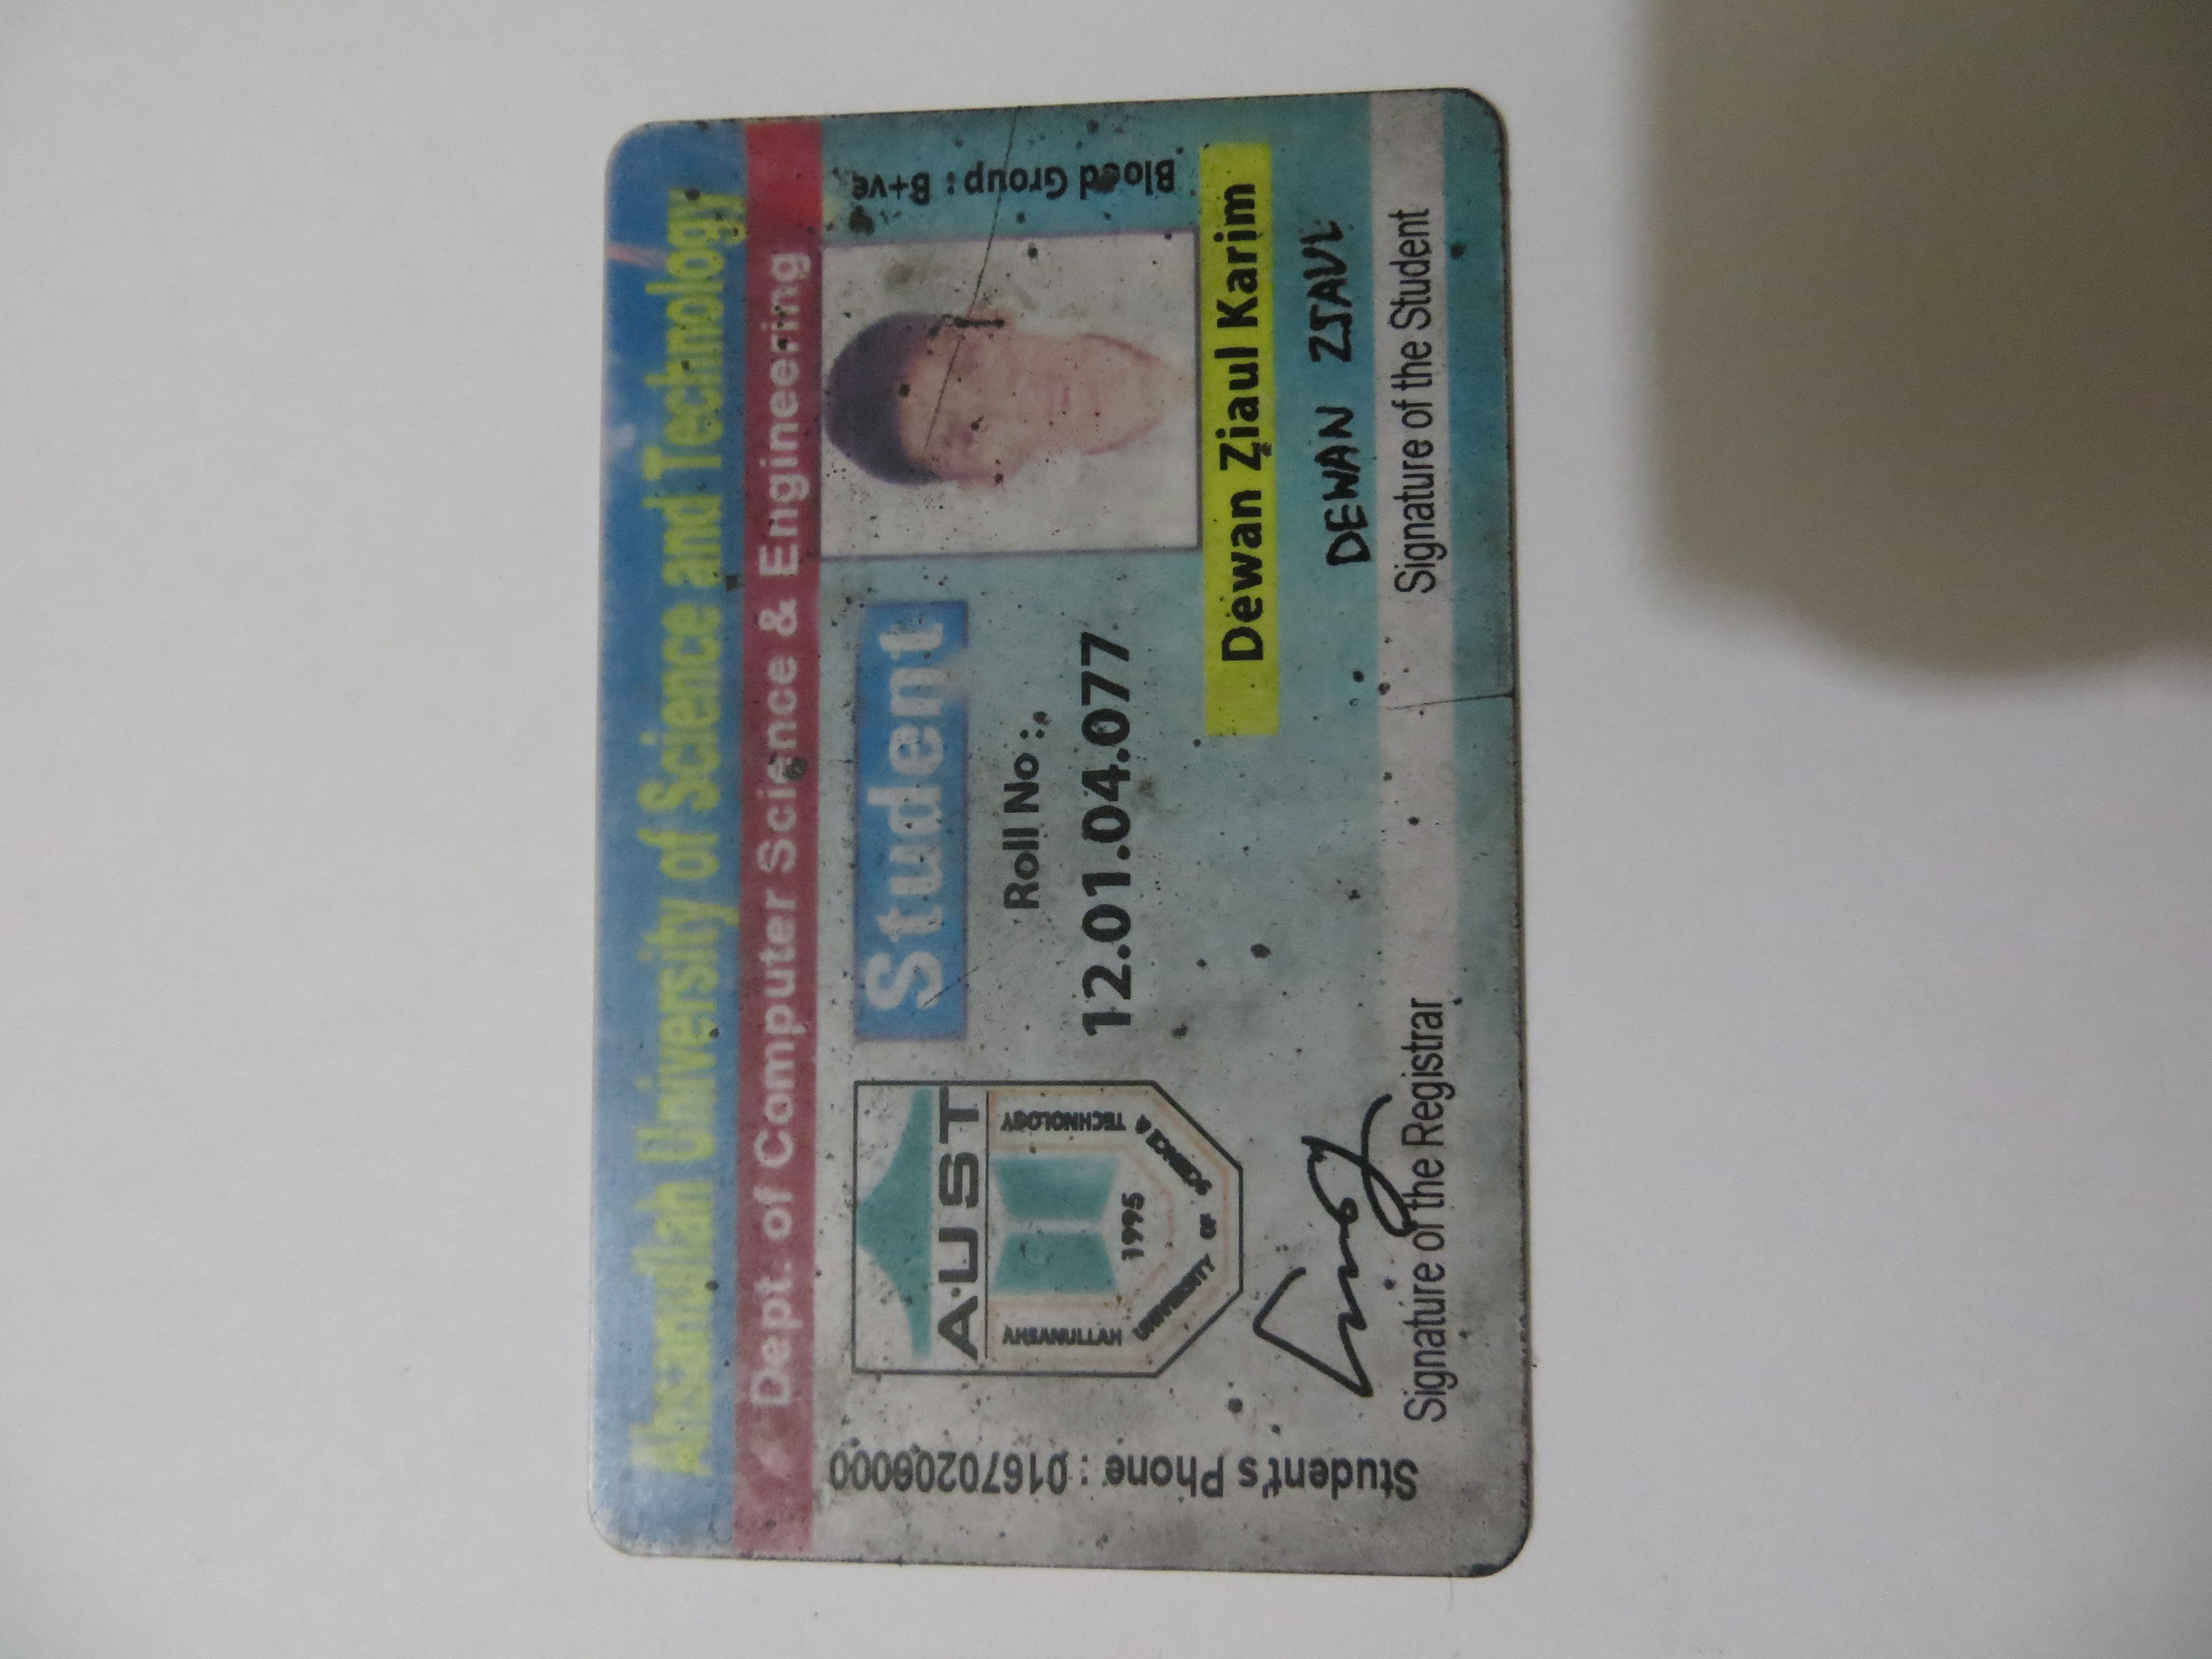 Ahsanullah University of Science and Technology
Dept. of Computer Science & Engineering
Student's Phone : 01670206000
A·UST
AHSANULLAH UNIVERSITY OF SCIENCE & TECHNOLOGY
1995
Student
Roll No :
12.01.04.077
Blood Group : B+ve
Dewan Ziaul Karim
DEWAN ZIAUL
Signature of the Registrar
Signature of the Student